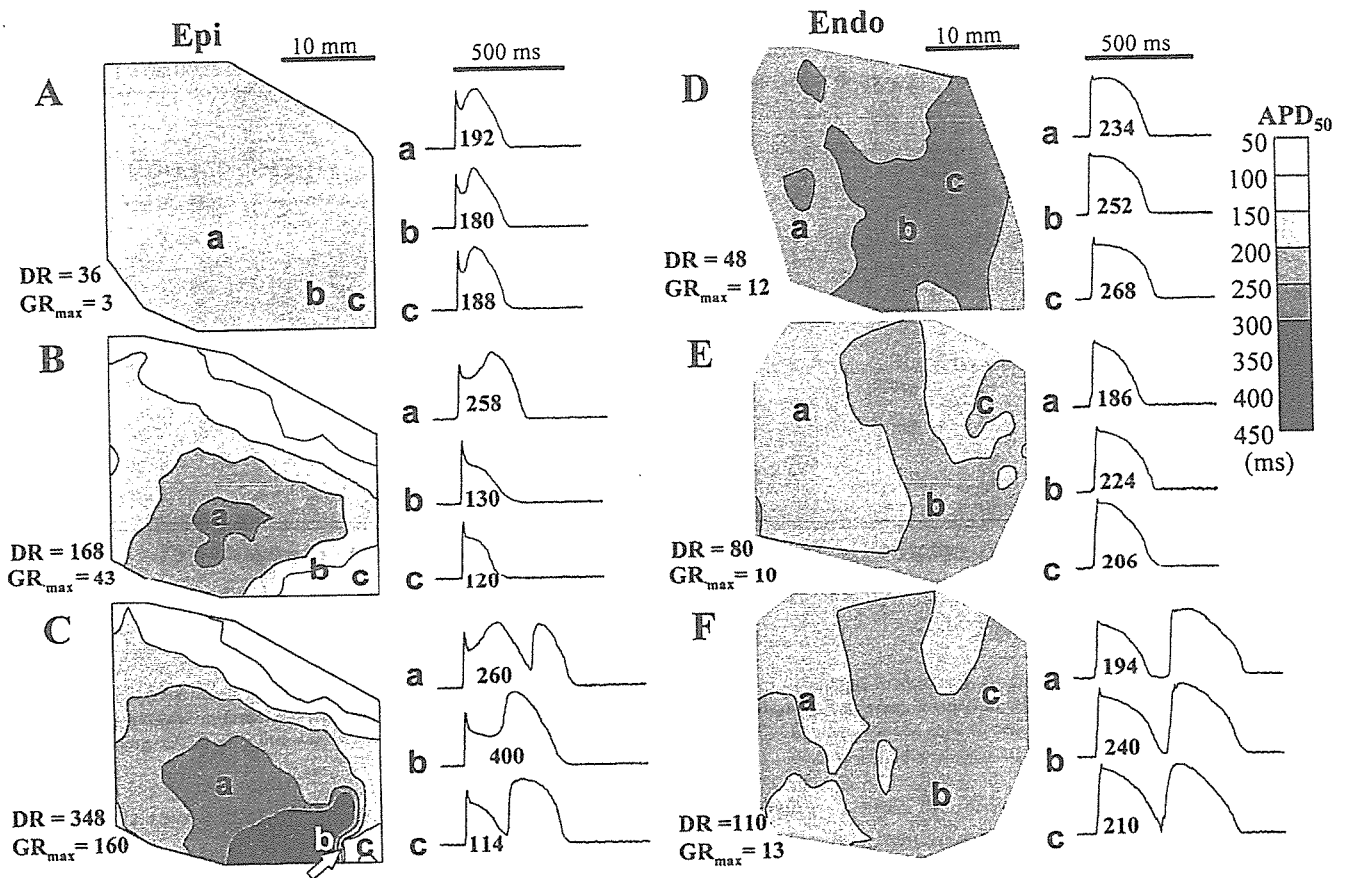 Epi
10 mm
500 ms
A
a
b
c
DR = 36
GRmax= 3
a
192
b
180
c
188
B
a
b
c
DR = 168
GRmax= 43
a
258
b
130
c
120
C
a
b
c
DR = 348
GRmax= 160
a
260
b
400
c
114
Endo
10 mm
500 ms
D
a
b
c
DR = 48
GRmax= 12
a
234
b
252
c
268
E
a
b
c
DR = 80
GRmax= 10
a
186
b
224
c
206
F
a
b
c
DR =110
GRmax= 13
a
194
b
240
c
210
APD50
50
100
150
200
250
300
350
400
450
(ms)